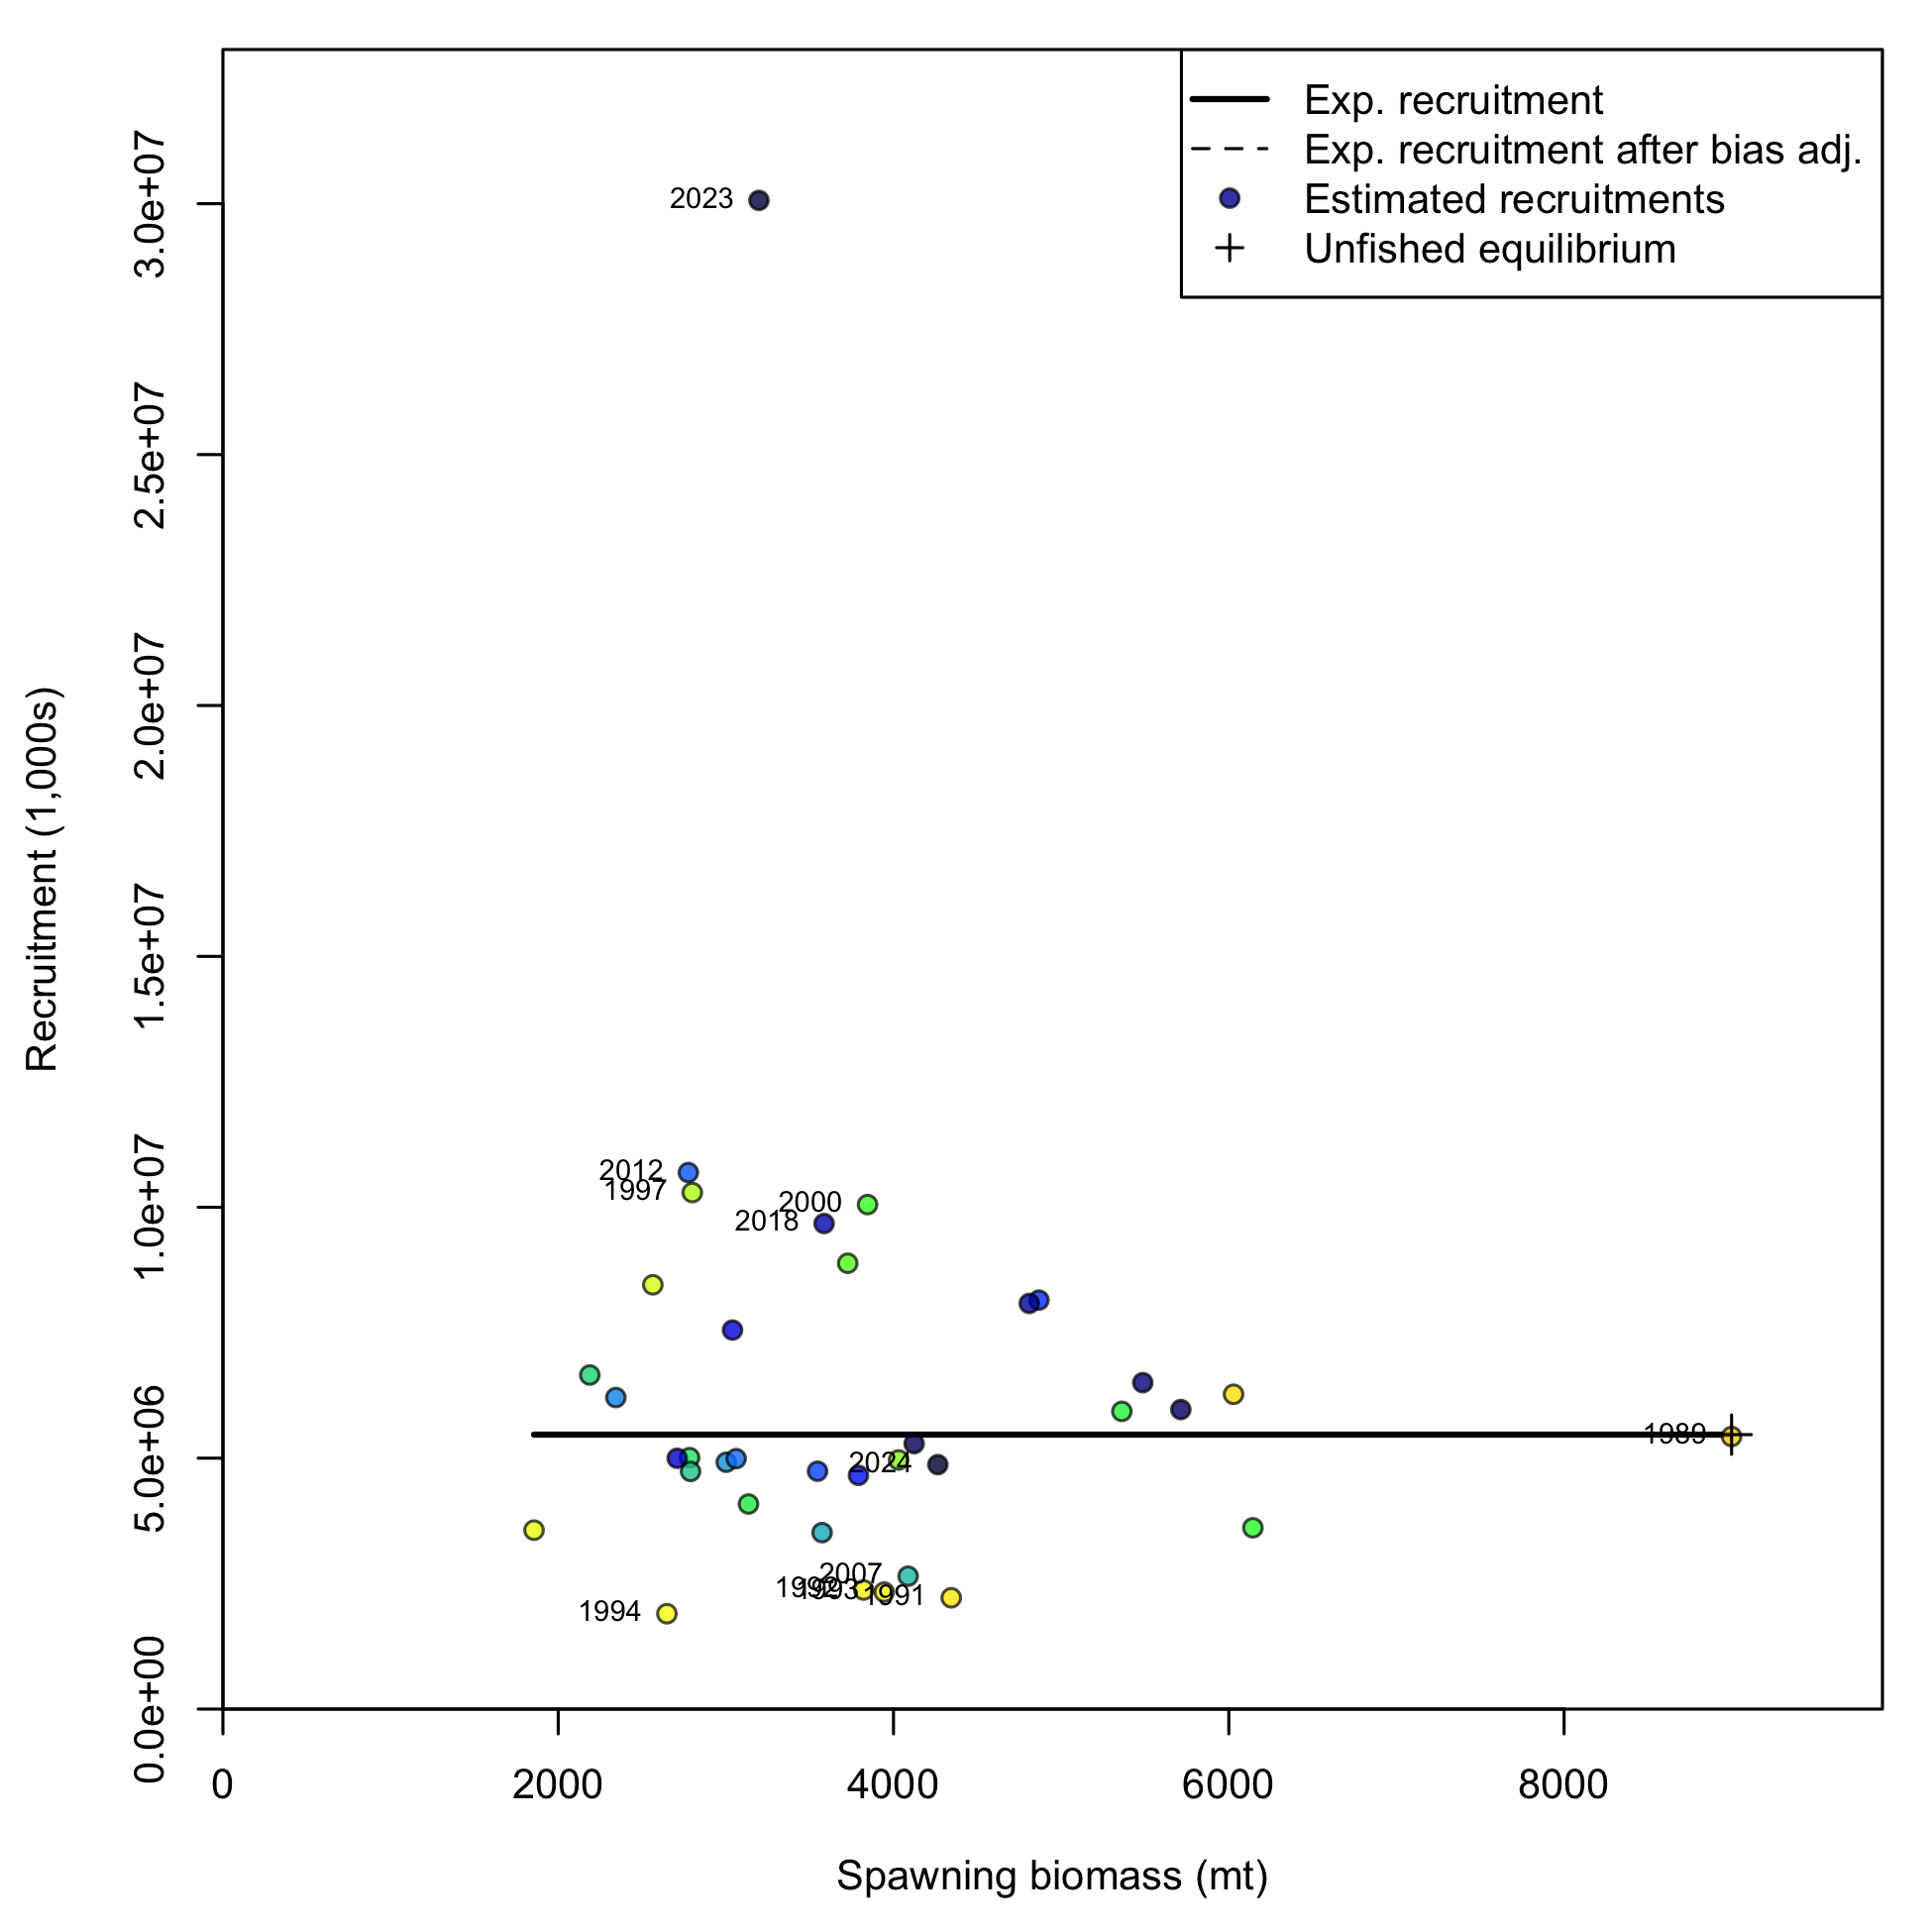 Exp. recruitment
Exp. recruitment after bias adj.
Estimated recruitments
Unfished equilibrium
Recruitment (1,000s)
3.0e+07
2.5e+07
2.0e+07
1.5e+07
1.0e+07
5.0e+06
0.0e+00
2023
2012
1997
2000
2018
1989
2024
2007
1992
1993
1991
1994
0
2000
4000
6000
8000
Spawning biomass (mt)